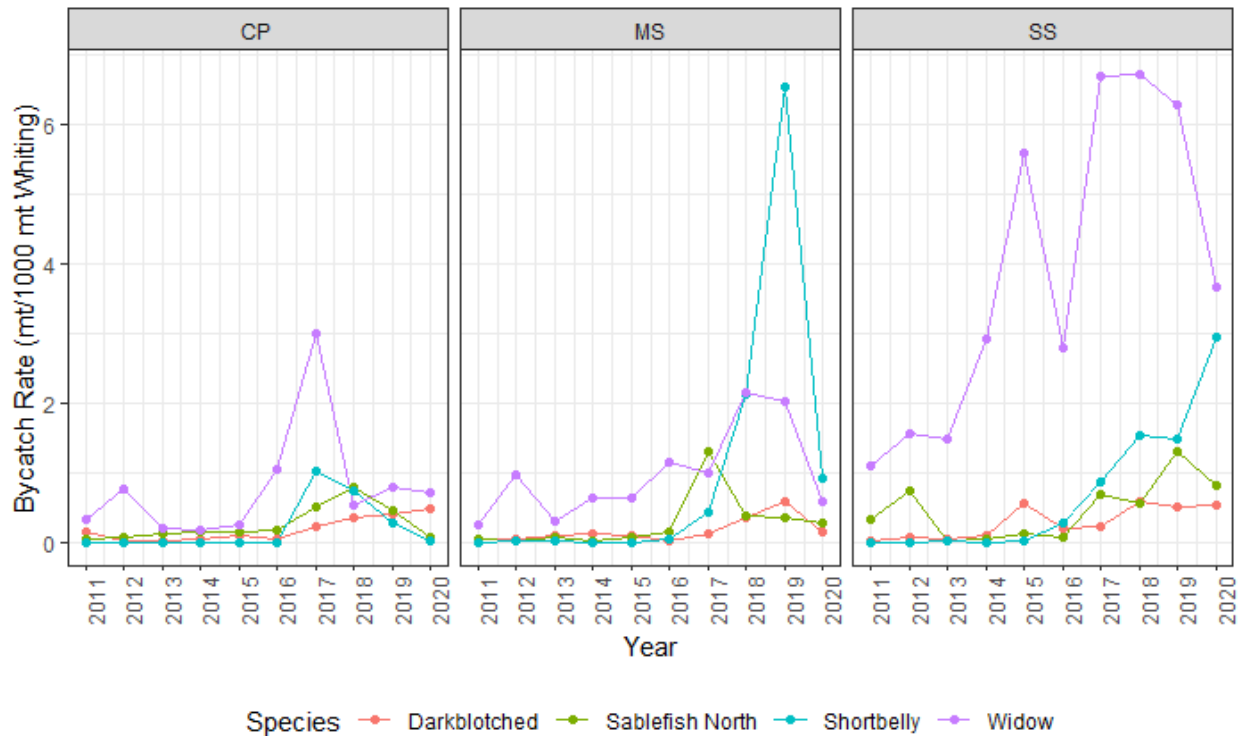 CP MS SS
Bycatch Rate (mt/1000 mt Whiting)
6
4
2
0
2011 2012 2013 2014 2015 2016 2017 2018 2019 2020 2011 2012 2013 2014 2015 2016 2017 2018 2019 2020 2011 2012 2013 2014 2015 2016 2017 2018 2019 2020
Year
Species Darkblotched Sablefish North Shortbelly Widow